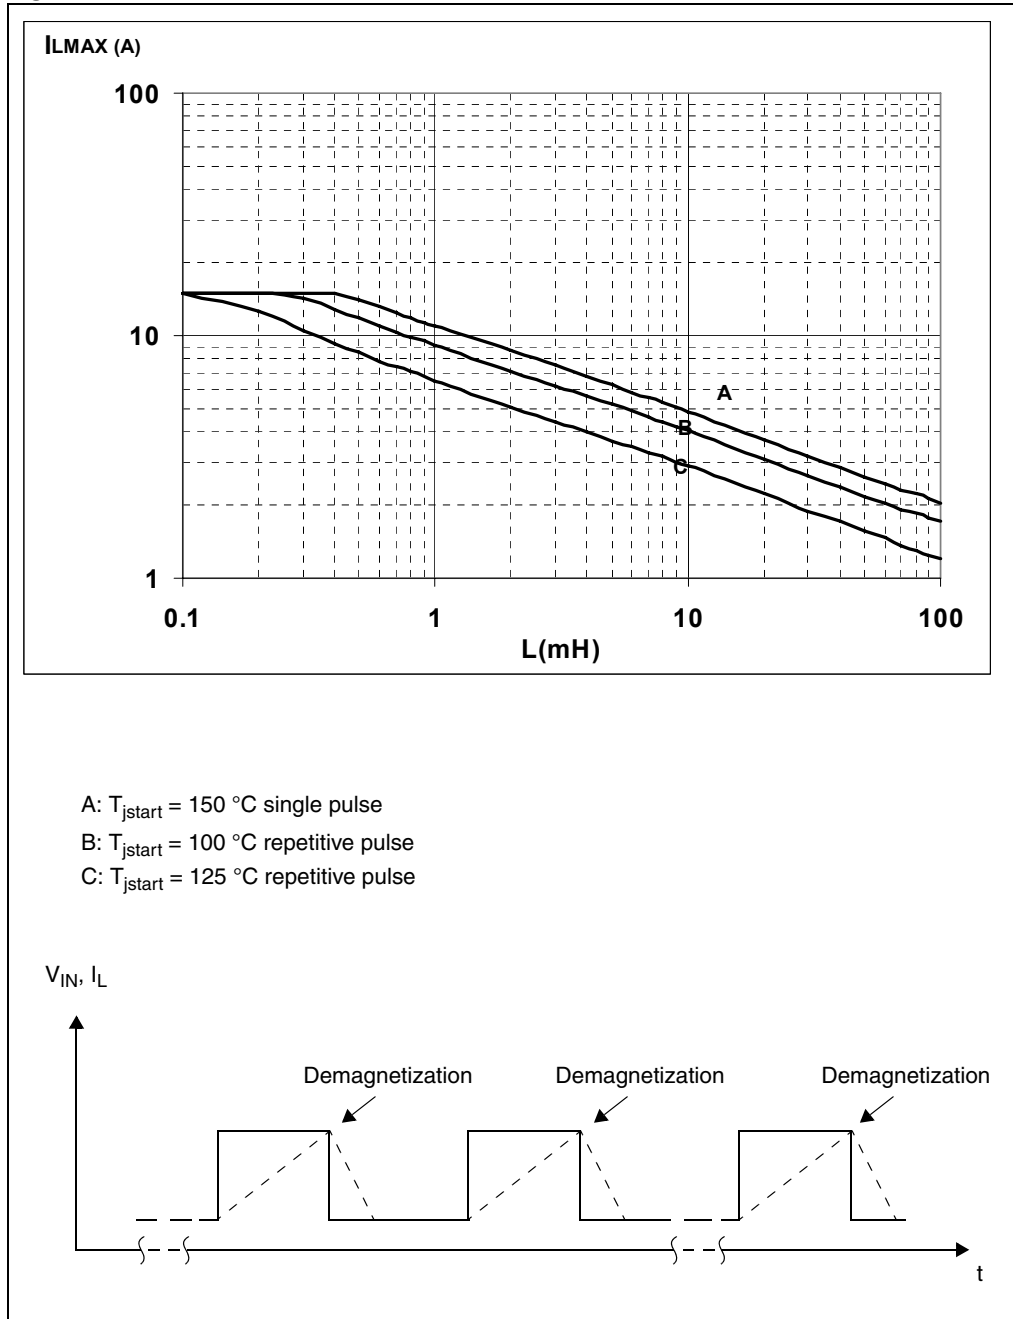 ILMAX (A)
100
10
1
A
B
C
0.1 1 10 100
L(mH)
A: Tjstart = 150 °C single pulse
B: Tjstart = 100 °C repetitive pulse
C: Tjstart = 125 °C repetitive pulse
VIN, IL
Demagnetization Demagnetization Demagnetization
t